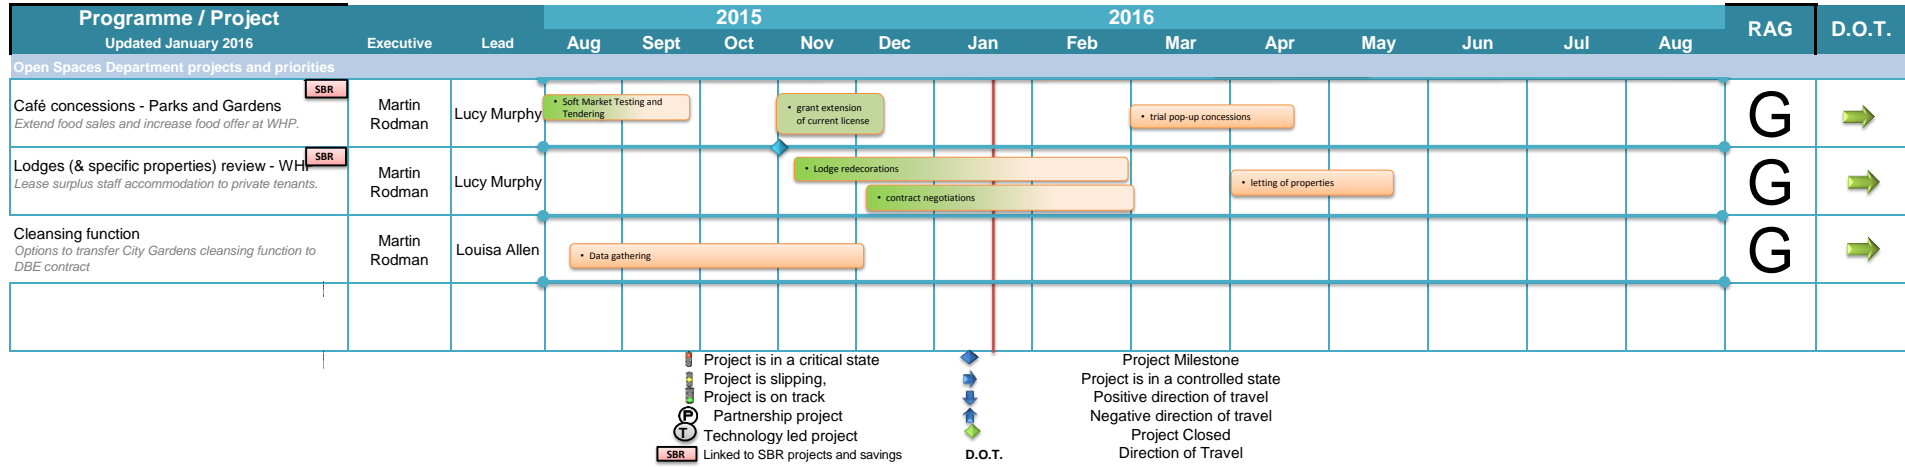 Programme / Project
Updated January 2016
Executive
Lead
2015
2016
Aug Sept Oct Nov Dec Jan Feb Mar Apr May Jun Jul Aug
RAG
D.O.T.
Open Spaces Department projects and priorities
SBR
Café concessions - Parks and Gardens
Extend food sales and increase food offer at WHP.
Martin
Rodman
Lucy Murphy
• Soft Market Testing and
Tendering
• grant extension
of current license
• trial pop-up concessions
G
SBR
Lodges (& specific properties) review - WH
Lease surplus staff accommodation to private tenants.
Martin
Rodman
Lucy Murphy
• Lodge redecorations
• contract negotiations
• letting of properties
G
Cleansing function
Options to transfer City Gardens cleansing function to
DBE contract
Martin
Rodman
Louisa Allen
• Data gathering
G
Project is in a critical state
Project is slipping,
Project is on track
P Partnership project
T Technology led project
SBR Linked to SBR projects and savings
Project Milestone
Project is in a controlled state
Positive direction of travel
Negative direction of travel
Project Closed
D.O.T. Direction of Travel